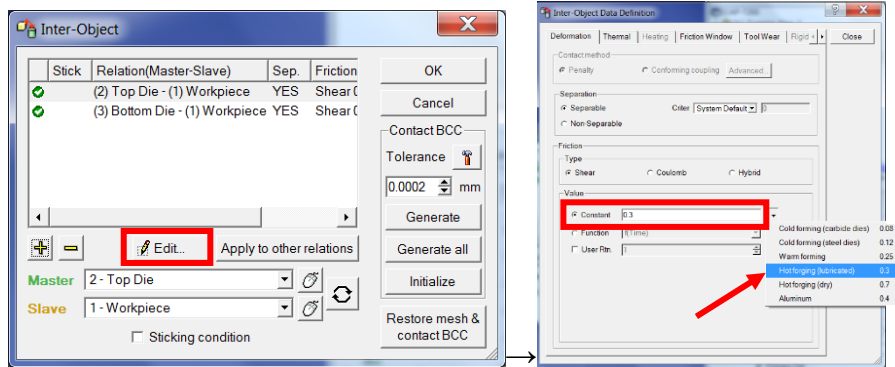 Inter-Object
Stick Relation(Master-Slave) Sep. Friction
(2) Top Die - (1) Workpiece YES Shear 0
(3) Bottom Die - (1) Workpiece YES Shear 0
OK
Cancel
Contact BCC
Tolerance
0.0002 mm
Generate
Generate all
Initialize
Restore mesh &
contact BCC
Edit... Apply to other relations
Master 2 - Top Die
Slave 1 - Workpiece
Sticking condition
→
Inter-Object Data Definition
Deformation Thermal Heating Friction Window Tool Wear Rigid Close
Contact method
Penalty Conforming coupling Advanced...
Separation
Separable Criter System Default 0
Non-Separable
Friction
Type
Shear Coulomb Hybrid
Value
Constant 0.3
Function f(Time)
User Rtn. 1
Cold forming (carbide dies) 0.08
Cold forming (steel dies) 0.12
Warm forming 0.25
Hot forging (lubricated) 0.3
Hot forging (dry) 0.7
Aluminum 0.4